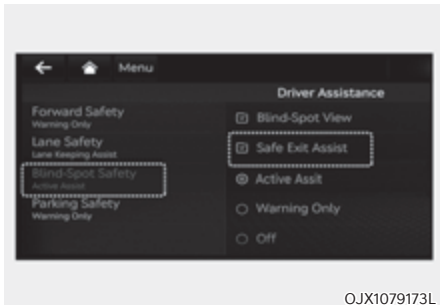 Menu
Driver Assistance
Forward Safety
Warning Only
Lane Safety
Lane Keeping Assist
Blind-Spot Safety
Active Assist
Parking Safety
Warning Only
Blind-Spot View
Safe Exit Assist
Active Assit
Warning Only
Off
OJX1079173L